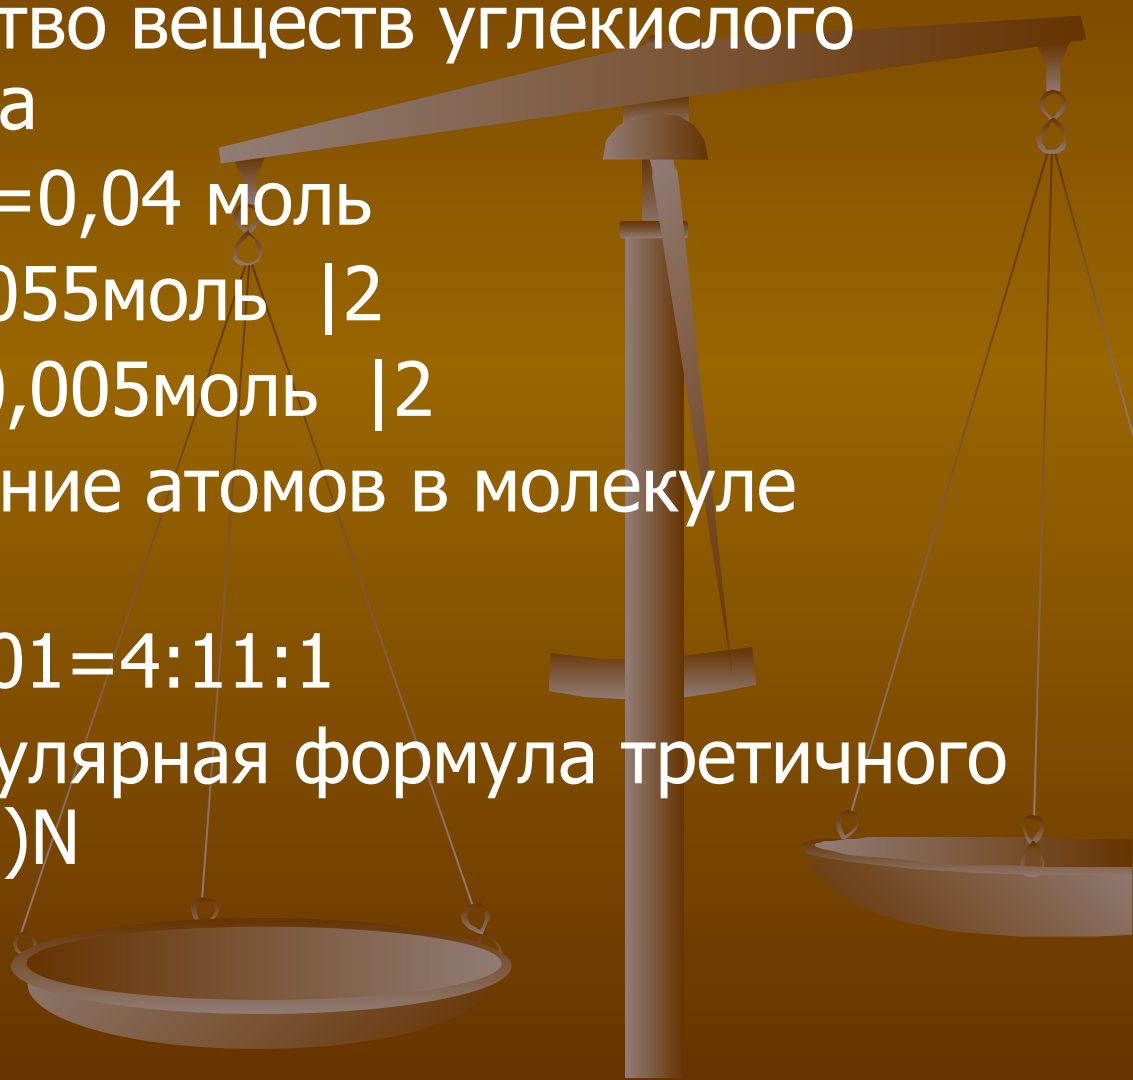 тво веществ углекислого
а
=0,04 моль
055моль |2
0,005моль |2
ние атомов в молекуле
01=4:11:1
улярная формула третичного
)N